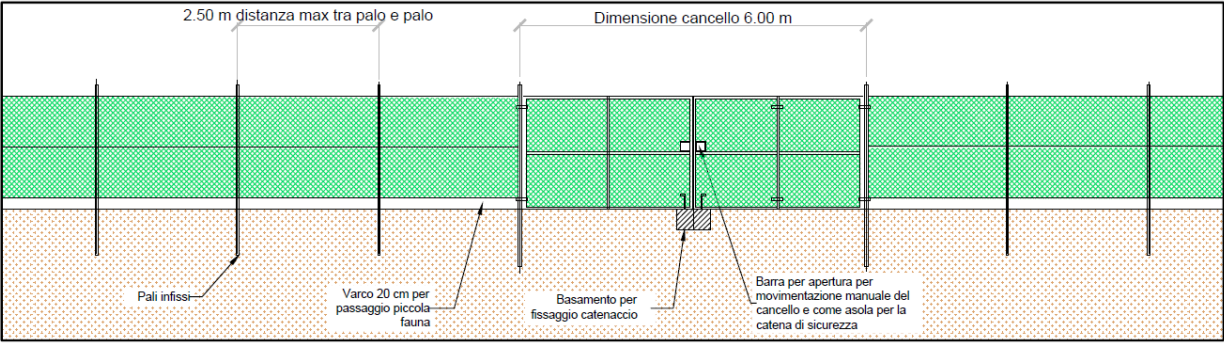 2.50 m distanza max tra palo e palo
Dimensione cancello 6.00 m
Pali infissi
Varco 20 cm per
passaggio piccola
fauna
Basamento per
fissaggio catenaccio
Barra per apertura per
movimentazione manuale del
cancello e come asola per la
catena di sicurezza